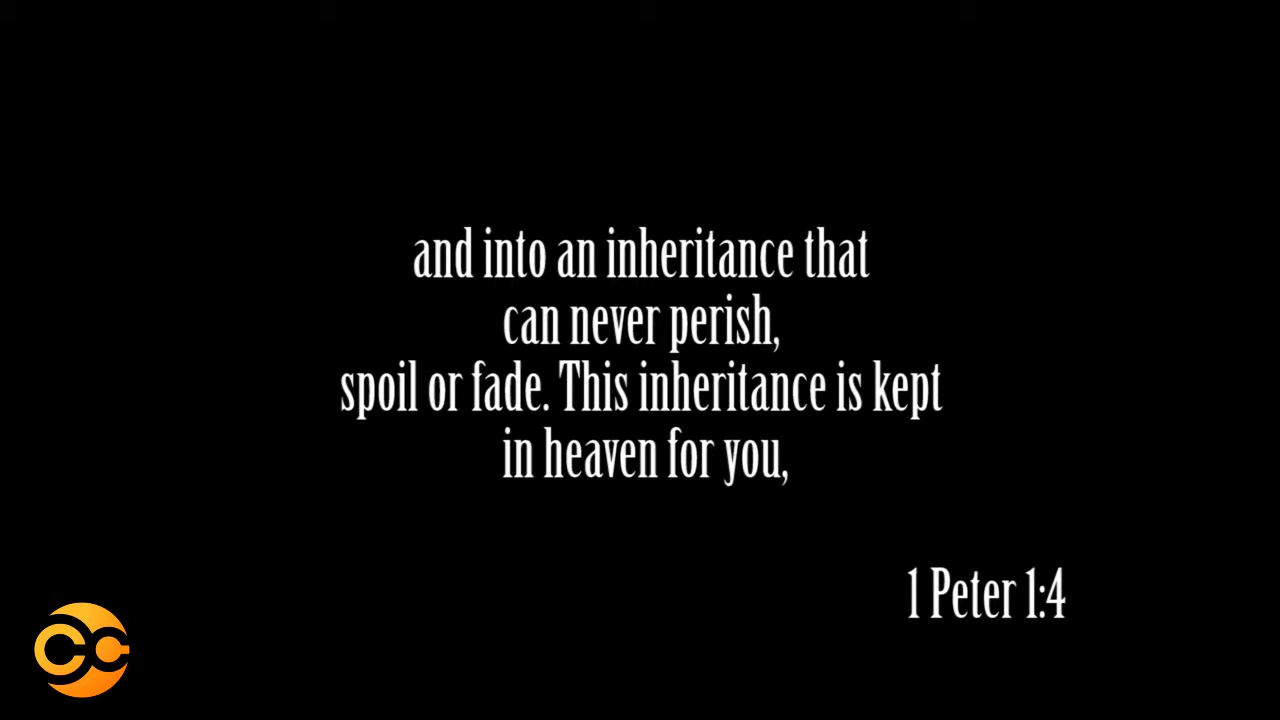 and into an inheritance that
can never perish,
spoil or fade. This inheritance is kept
in heaven for you,
1 Peter 1:4
CC